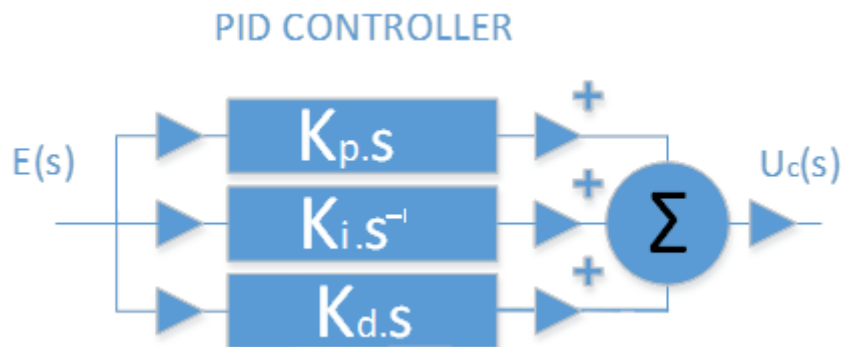 PID CONTROLLER
+
Kp.s
E(s)
Uc(s)
+
Ki.s⁻¹
Σ
+
Kd.s